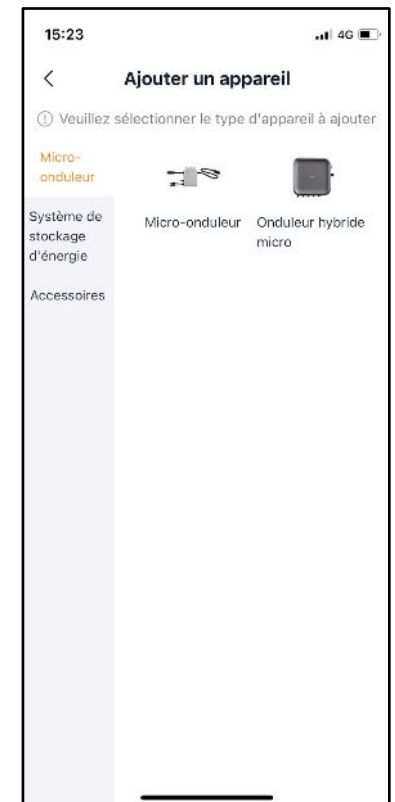 15:23
4G
Ajouter un appareil
Veuillez sélectionner le type d'appareil à ajouter
Micro-
onduleur
Système de
stockage
d'énergie
Accessoires
Micro-onduleur
Onduleur hybride
micro